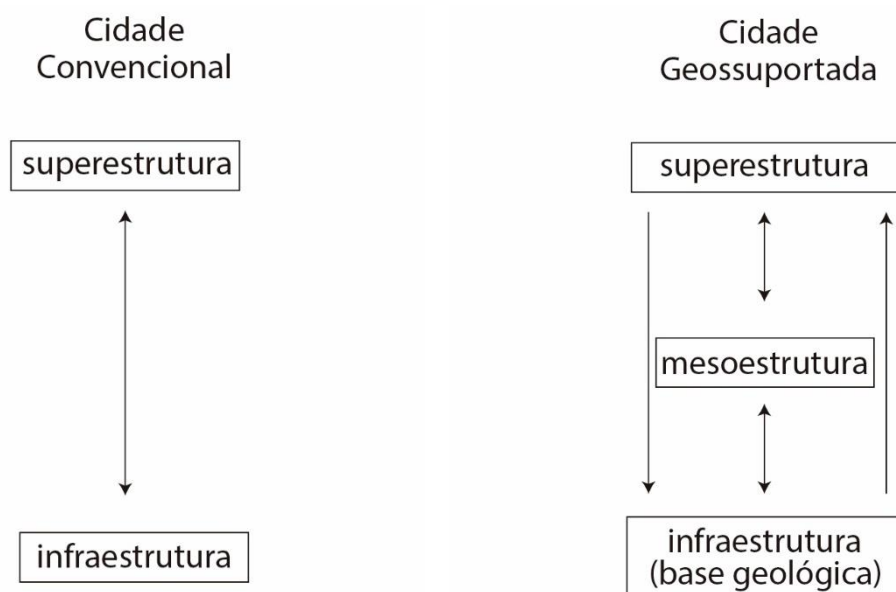 Cidade
Convencional
superestrutura
infraestrutura
Cidade
Geossuportada
superestrutura
mesoestrutura
infraestrutura
(base geológica)